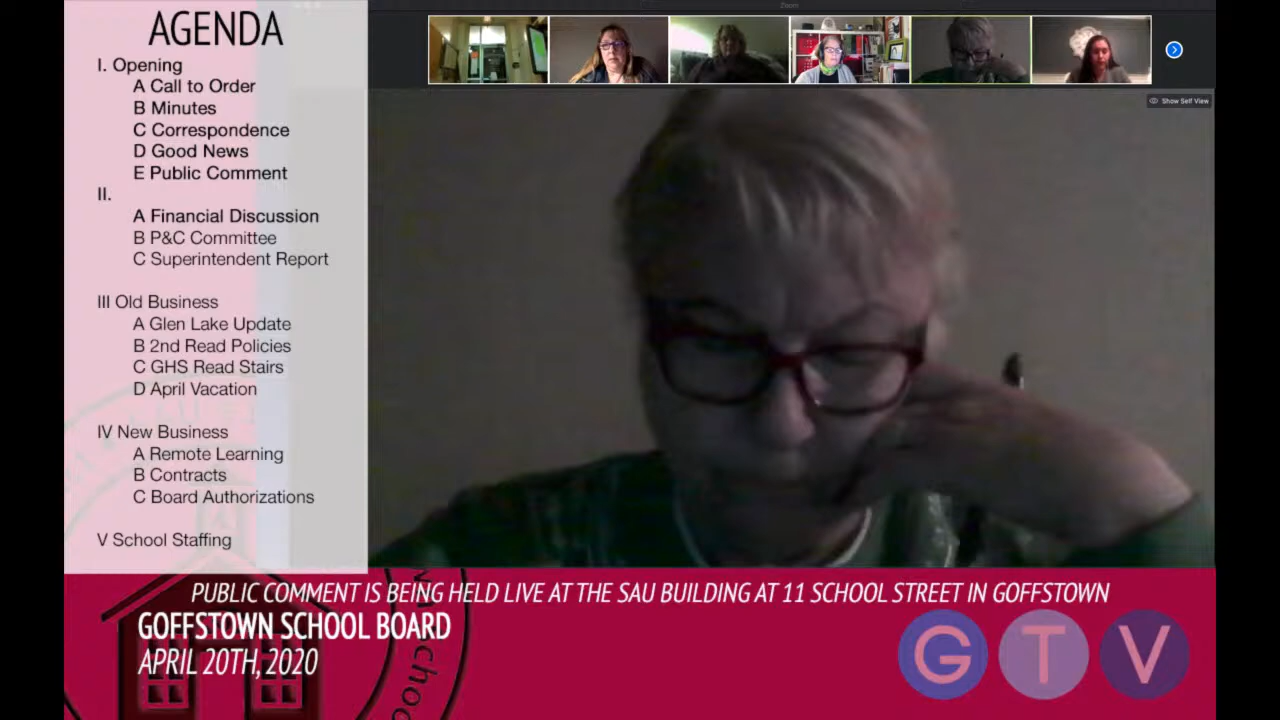 AGENDA
I. Opening
A Call to Order
B Minutes
C Correspondence
D Good News
E Public Comment
II.
A Financial Discussion
B P&C Committee
C Superintendent Report
III Old Business
A Glen Lake Update
B 2nd Read Policies
C GHS Read Stairs
D April Vacation
IV New Business
A Remote Learning
B Contracts
C Board Authorizations
V School Staffing
Zoom
Show Self View
PUBLIC COMMENT IS BEING HELD LIVE AT THE SAU BUILDING AT 11 SCHOOL STREET IN GOFFSTOWN
GOFFSTOWN SCHOOL BOARD
APRIL 20TH, 2020
G T V